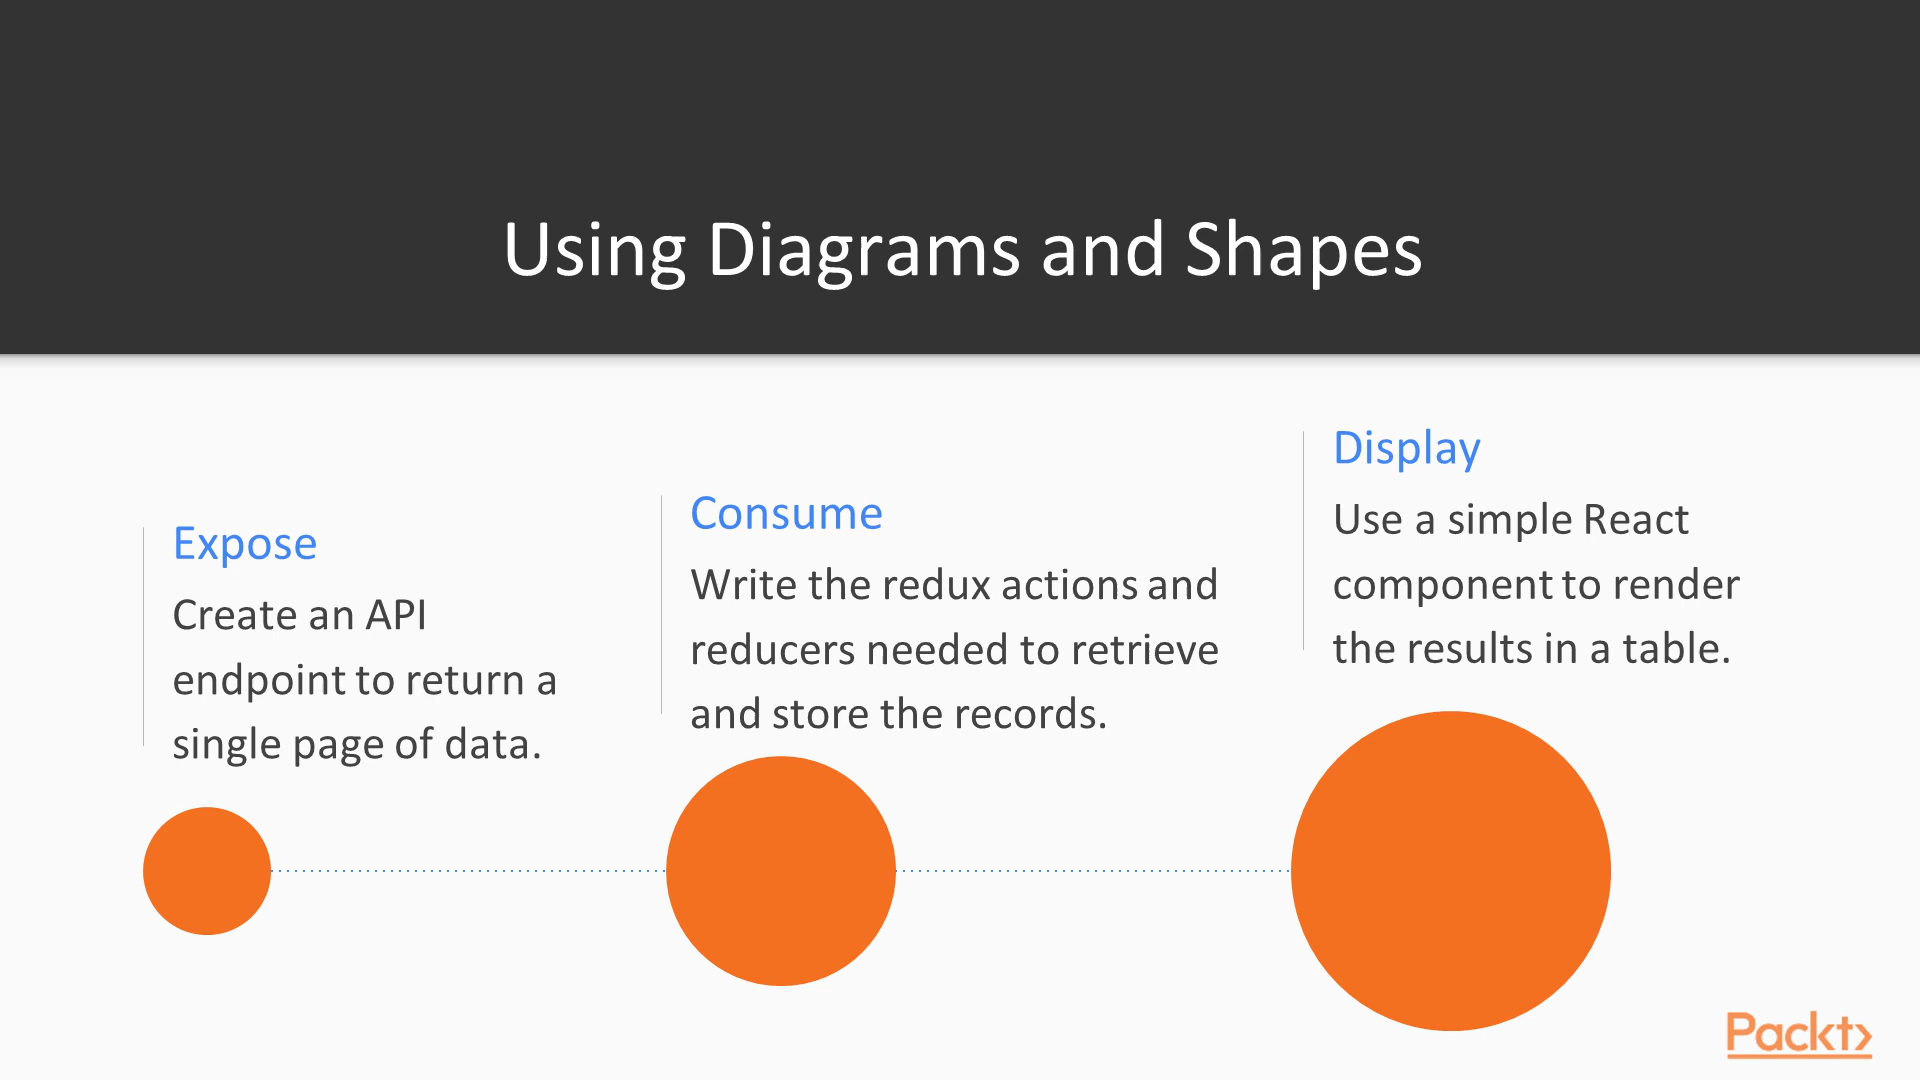 Using Diagrams and Shapes
Expose
Create an API
endpoint to return a
single page of data.
Consume
Write the redux actions and
reducers needed to retrieve
and store the records.
Display
Use a simple React
component to render
the results in a table.
Packt>